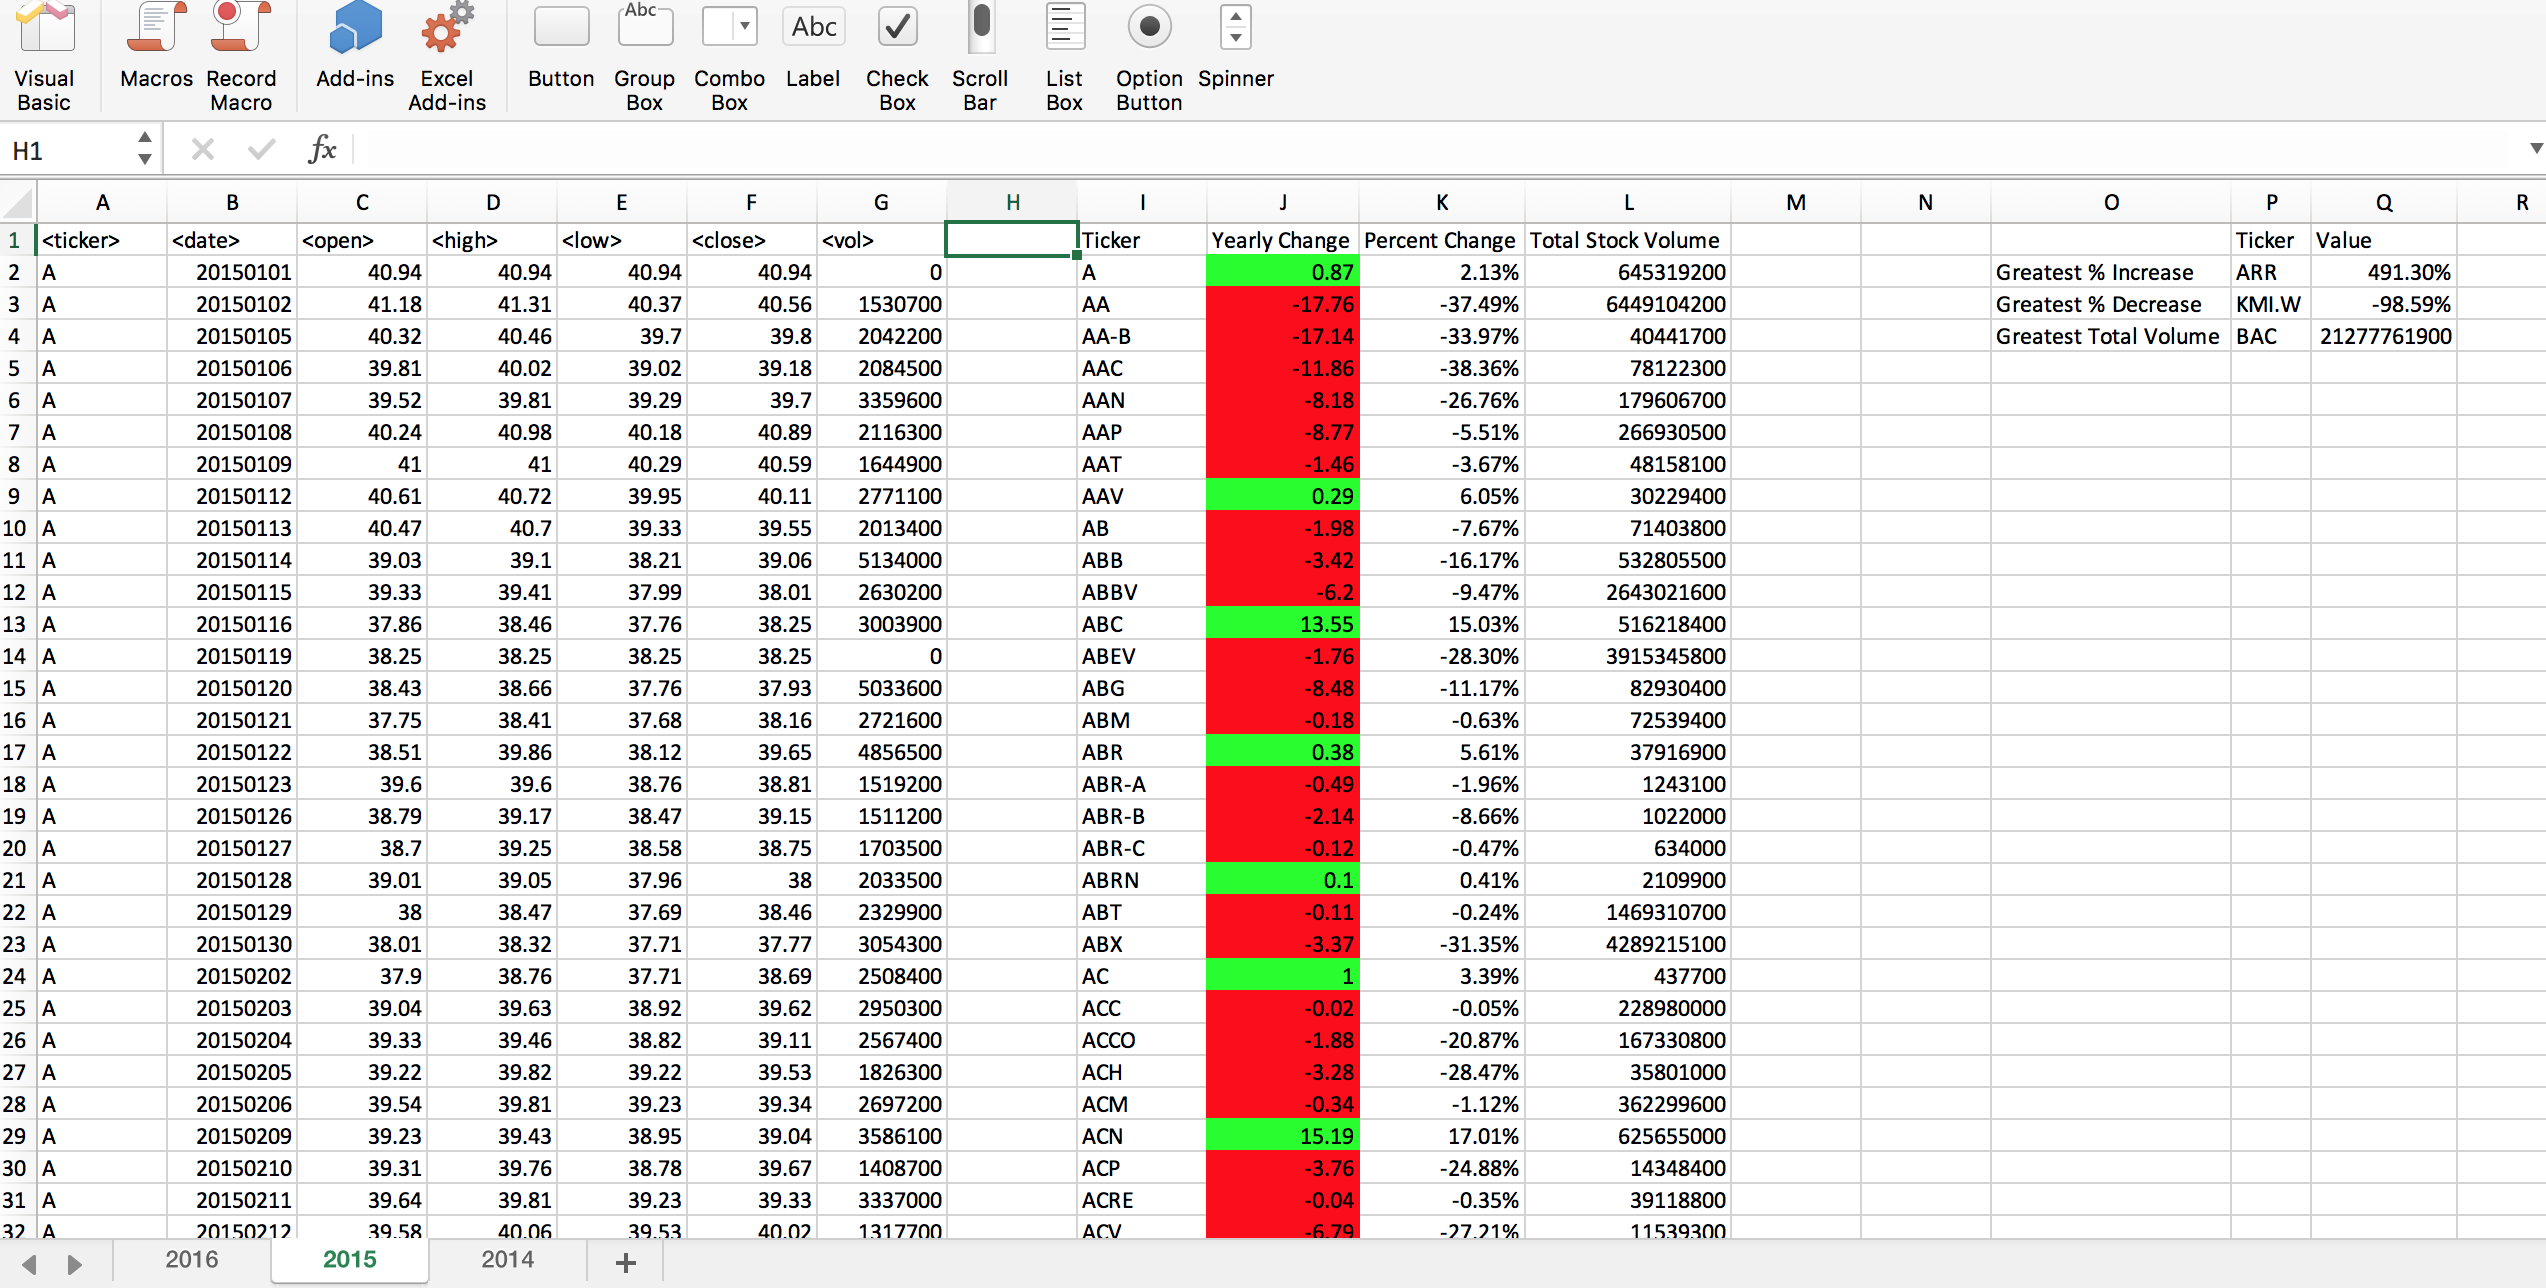 Visual Basic Macros Record Macro Add-ins Excel Add-ins Button Abc Group Box Combo Box Abc Label Check Box Scroll Bar List Box Option Button Spinner
H1 fx
A B C D E F G H I J K L M N O P Q R
1 <ticker> <date> <open> <high> <low> <close> <vol> Ticker Yearly Change Percent Change Total Stock Volume Ticker Value
2 A 20150101 40.94 40.94 40.94 40.94 0 A 0.87 2.13% 645319200 Greatest % Increase ARR 491.30%
3 A 20150102 41.18 41.31 40.37 40.56 1530700 AA -17.76 -37.49% 6449104200 Greatest % Decrease KMI.W -98.59%
4 A 20150105 40.32 40.46 39.7 39.8 2042200 AA-B -17.14 -33.97% 40441700 Greatest Total Volume BAC 21277761900
5 A 20150106 39.81 40.02 39.02 39.18 2084500 AAC -11.86 -38.36% 78122300
6 A 20150107 39.52 39.81 39.29 39.7 3359600 AAN -8.18 -26.76% 179606700
7 A 20150108 40.24 40.98 40.18 40.89 2116300 AAP -8.77 -5.51% 266930500
8 A 20150109 41 41 40.29 40.59 1644900 AAT -1.46 -3.67% 48158100
9 A 20150112 40.61 40.72 39.95 40.11 2771100 AAV 0.29 6.05% 30229400
10 A 20150113 40.47 40.7 39.33 39.55 2013400 AB -1.98 -7.67% 71403800
11 A 20150114 39.03 39.1 38.21 39.06 5134000 ABB -3.42 -16.17% 532805500
12 A 20150115 39.33 39.41 37.99 38.01 2630200 ABBV -6.2 -9.47% 2643021600
13 A 20150116 37.86 38.46 37.76 38.25 3003900 ABC 13.55 15.03% 516218400
14 A 20150119 38.25 38.25 38.25 38.25 0 ABEV -1.76 -28.30% 3915345800
15 A 20150120 38.43 38.66 37.76 37.93 5033600 ABG -8.48 -11.17% 82930400
16 A 20150121 37.75 38.41 37.68 38.16 2721600 ABM -0.18 -0.63% 72539400
17 A 20150122 38.51 39.86 38.12 39.65 4856500 ABR 0.38 5.61% 37916900
18 A 20150123 39.6 39.6 38.76 38.81 1519200 ABR-A -0.49 -1.96% 1243100
19 A 20150126 38.79 39.17 38.47 39.15 1511200 ABR-B -2.14 -8.66% 1022000
20 A 20150127 38.7 39.25 38.58 38.75 1703500 ABR-C -0.12 -0.47% 634000
21 A 20150128 39.01 39.05 37.96 38 2033500 ABRN 0.1 0.41% 2109900
22 A 20150129 38 38.47 37.69 38.46 2329900 ABT -0.11 -0.24% 1469310700
23 A 20150130 38.01 38.32 37.71 37.77 3054300 ABX -3.37 -31.35% 4289215100
24 A 20150202 37.9 38.76 37.71 38.69 2508400 AC 1 3.39% 437700
25 A 20150203 39.04 39.63 38.92 39.62 2950300 ACC -0.02 -0.05% 228980000
26 A 20150204 39.33 39.46 38.82 39.11 2567400 ACCO -1.88 -20.87% 167330800
27 A 20150205 39.22 39.82 39.22 39.53 1826300 ACH -3.28 -28.47% 35801000
28 A 20150206 39.54 39.81 39.23 39.34 2697200 ACM -0.34 -1.12% 362299600
29 A 20150209 39.23 39.43 38.95 39.04 3586100 ACN 15.19 17.01% 625655000
30 A 20150210 39.31 39.76 38.78 39.67 1408700 ACP -3.76 -24.88% 14348400
31 A 20150211 39.64 39.81 39.23 39.33 3337000 ACRE -0.04 -0.35% 39118800
32 A 20150212 39.58 40.06 39.53 40.02 1317700 ACV -6.79 -27.21% 11539300
2016 2015 2014 +